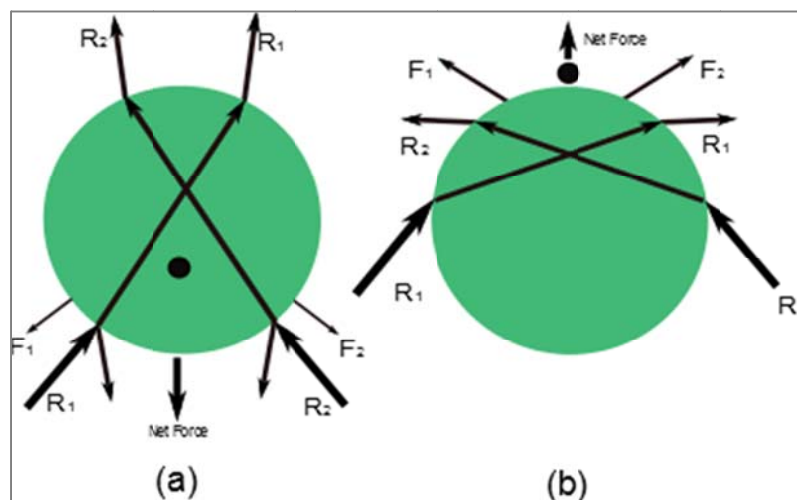 R₂
R₁
F₁
F₂
R₁
R₂
Net Force
(a)
Net Force
F₁
F₂
R₂
R₁
R₁
R
(b)